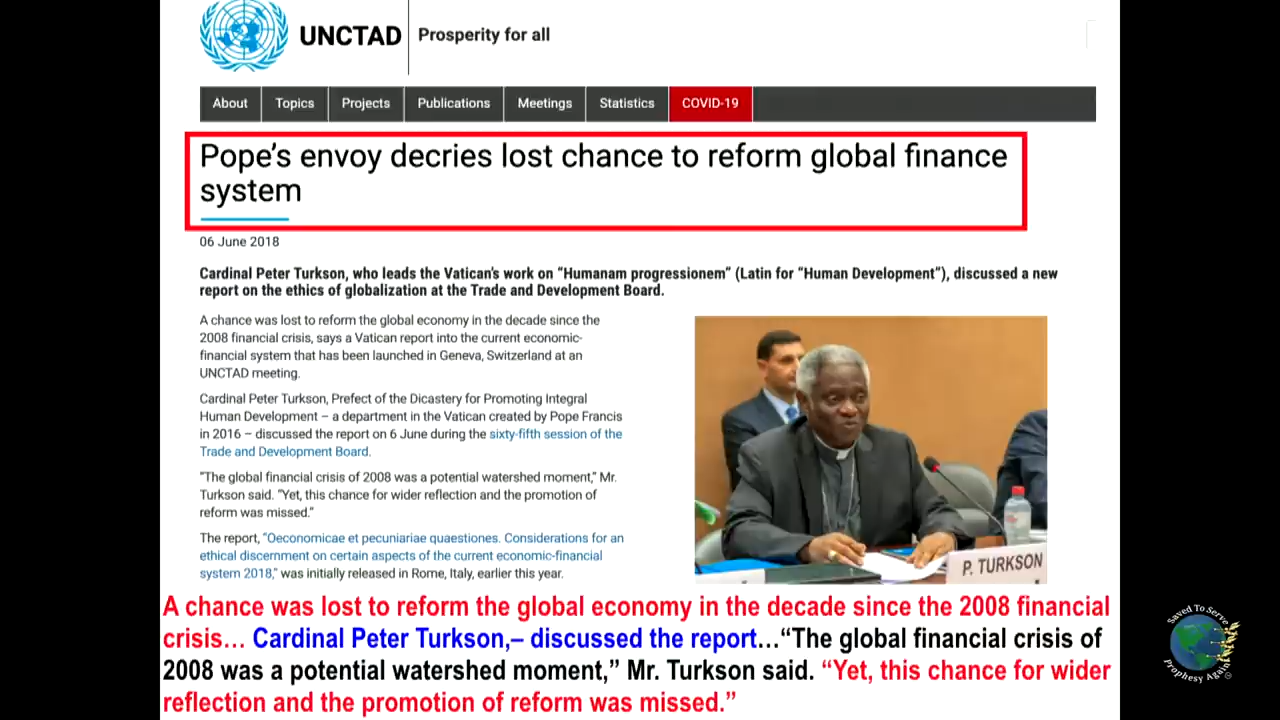 UNCTAD
Prosperity for all
About
Topics
Projects
Publications
Meetings
Statistics
COVID-19
Pope's envoy decries lost chance to reform global finance
system
06 June 2018
Cardinal Peter Turkson, who leads the Vatican's work on “Humanam progressionem” (Latin for “Human Development”), discussed a new
report on the ethics of globalization at the Trade and Development Board.
A chance was lost to reform the global economy in the decade since the
2008 financial crisis, says a Vatican report into the current economic-
financial system that has been launched in Geneva, Switzerland at an
UNCTAD meeting.
Cardinal Peter Turkson, Prefect of the Dicastery for Promoting Integral
Human Development – a department in the Vatican created by Pope Francis
in 2016 – discussed the report on 6 June during the sixty-fifth session of the
Trade and Development Board.
“The global financial crisis of 2008 was a potential watershed moment,” Mr.
Turkson said. “Yet, this chance for wider reflection and the promotion of
reform was missed.”
The report, “Oeconomicae et pecuniariae quaestiones. Considerations for an
ethical discernment on certain aspects of the current economic-financial
system 2018,” was initially released in Rome, Italy, earlier this year.
P. TURKSON
A chance was lost to reform the global economy in the decade since the 2008 financial
crisis… Cardinal Peter Turkson,– discussed the report…“The global financial crisis of
2008 was a potential watershed moment,” Mr. Turkson said. “Yet, this chance for wider
reflection and the promotion of reform was missed.”
Saved To Serve
Prophesy Again